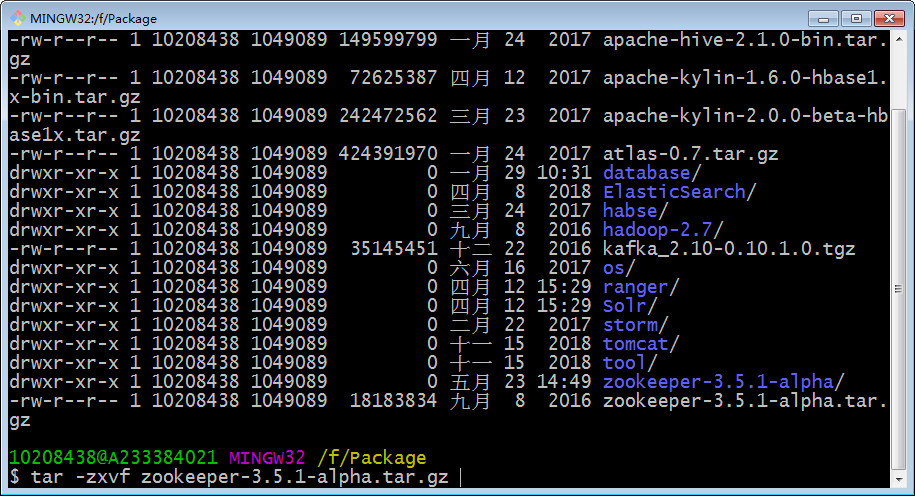 MINGW32:/f/Package
-rw-r--r-- 1 10208438 1049089 149599799 一月 24  2017 apache-hive-2.1.0-bin.tar.
gz
-rw-r--r-- 1 10208438 1049089  72625387 四月 12  2017 apache-kylin-1.6.0-hbase1.
x-bin.tar.gz
-rw-r--r-- 1 10208438 1049089 242472562 三月 23  2017 apache-kylin-2.0.0-beta-hb
ase1x.tar.gz
-rw-r--r-- 1 10208438 1049089 424391970 一月 24  2017 atlas-0.7.tar.gz
drwxr-xr-x 1 10208438 1049089         0 一月 29 10:31 database/
drwxr-xr-x 1 10208438 1049089         0 四月  8  2018 ElasticSearch/
drwxr-xr-x 1 10208438 1049089         0 三月 24  2017 habse/
drwxr-xr-x 1 10208438 1049089         0 九月  8  2016 hadoop-2.7/
-rw-r--r-- 1 10208438 1049089  35145451 十二 22  2016 kafka_2.10-0.10.1.0.tgz
drwxr-xr-x 1 10208438 1049089         0 六月 16  2017 os/
drwxr-xr-x 1 10208438 1049089         0 四月 12 15:29 ranger/
drwxr-xr-x 1 10208438 1049089         0 四月 12 15:29 Solr/
drwxr-xr-x 1 10208438 1049089         0 二月 22  2017 storm/
drwxr-xr-x 1 10208438 1049089         0 十一 15  2018 tomcat/
drwxr-xr-x 1 10208438 1049089         0 十一 15  2018 tool/
drwxr-xr-x 1 10208438 1049089         0 五月 23 14:49 zookeeper-3.5.1-alpha/
-rw-r--r-- 1 10208438 1049089  18183834 九月  8  2016 zookeeper-3.5.1-alpha.tar.
gz
10208438@A233384021 MINGW32 /f/Package
$ tar -zxvf zookeeper-3.5.1-alpha.tar.gz